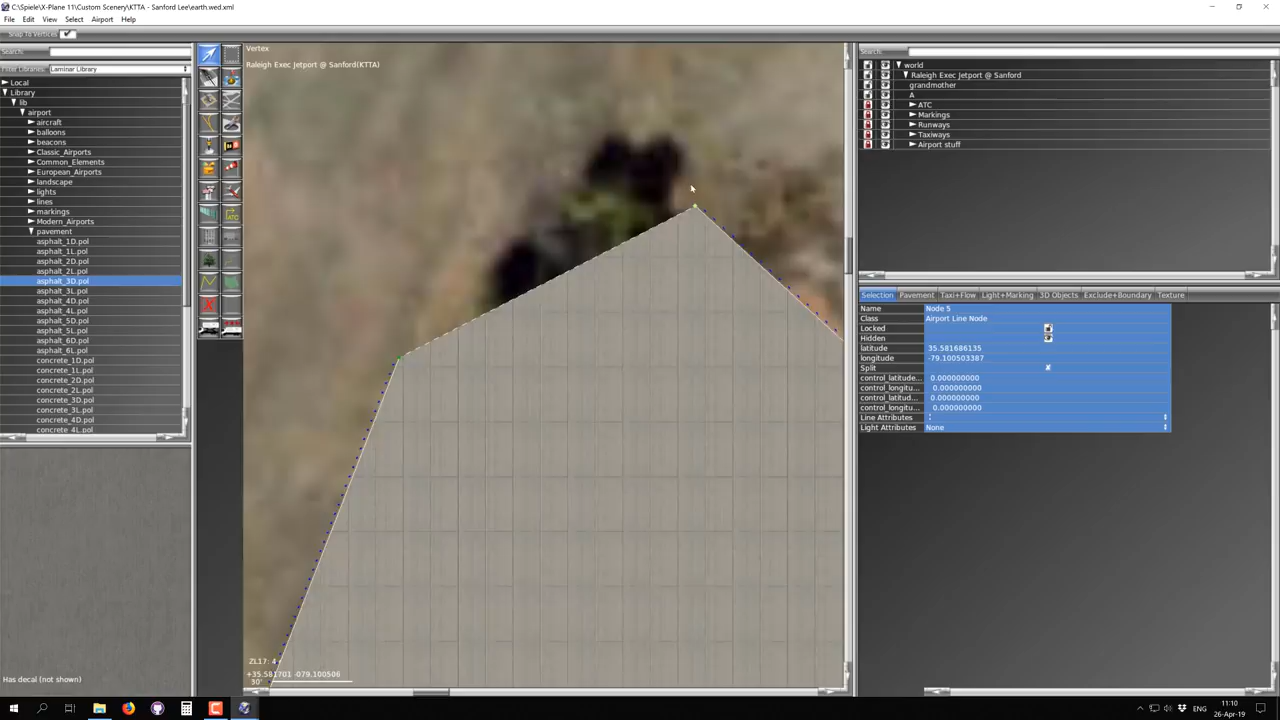 C:\Spiele\X-Plane 11\Custom Scenery\KTTA - Sanford Lee\earth.wed.xml
File Edit View Select Airport Help
Snap To Vertices
Search:
Filter Libraries: Laminar Library
Local
Library
lib
airport
aircraft
balloons
beacons
Classic_Airports
Common_Elements
European_Airports
landscape
lights
lines
markings
Modern_Airports
pavement
asphalt_1D.pol
asphalt_1L.pol
asphalt_2D.pol
asphalt_2L.pol
asphalt_3D.pol
asphalt_3L.pol
asphalt_4D.pol
asphalt_4L.pol
asphalt_5D.pol
asphalt_5L.pol
asphalt_6D.pol
asphalt_6L.pol
concrete_1D.pol
concrete_1L.pol
concrete_2D.pol
concrete_2L.pol
concrete_3D.pol
concrete_3L.pol
concrete_4D.pol
concrete_4L.pol
Has decal (not shown)
ATC
Vertex
Raleigh Exec Jetport @ Sanford(KTTA)
ZL17: 4
+35.581701 -079.100506
30'
Search:
world
Raleigh Exec Jetport @ Sanford
grandmother
A
ATC
Markings
Runways
Taxiways
Airport stuff
Selection Pavement Taxi+Flow Light+Marking 3D Objects Exclude+Boundary Texture
Name Node 5
Class Airport Line Node
Locked
Hidden
latitude 35.581686135
longitude -79.100503387
Split
control_latitude... 0.000000000
control_longitu... 0.000000000
control_latitud... 0.000000000
control_longitu... 0.000000000
Line Attributes
Light Attributes None
ENG
11:10
26-Apr-19